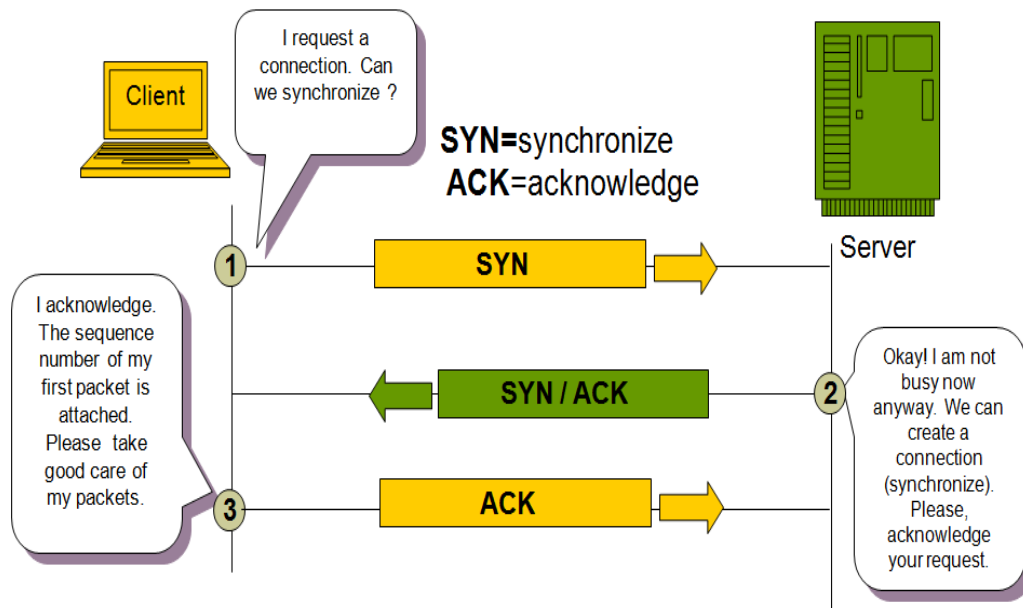 I request a
connection. Can
we synchronize ?
Client
SYN=synchronize
ACK=acknowledge
Server
1
SYN
I acknowledge.
The sequence
number of my
first packet is
attached.
Please take
good care of
my packets.
SYN / ACK
2
Okay! I am not
busy now
anyway. We can
create a
connection
(synchronize).
Please,
acknowledge
your request.
3
ACK